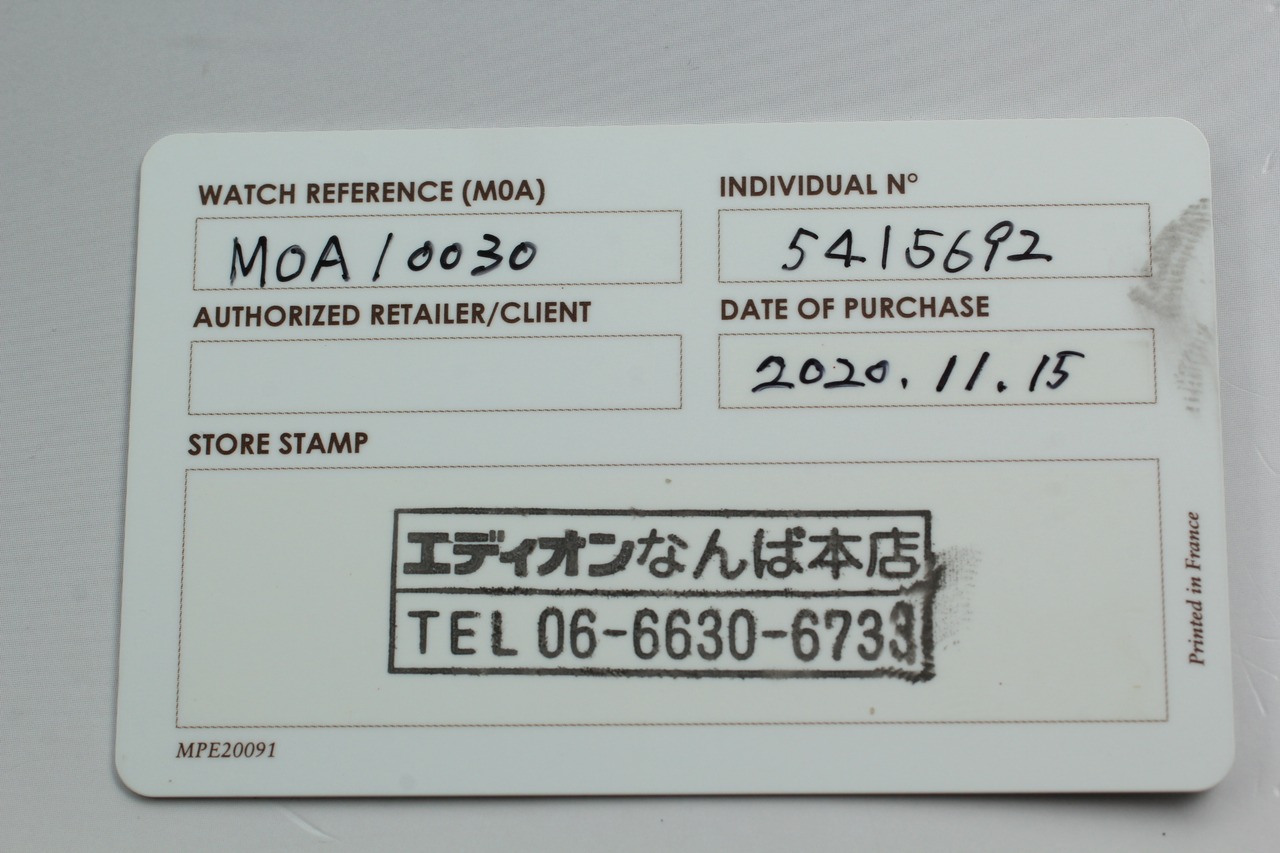 WATCH REFERENCE (M0A)
M0A10030
INDIVIDUAL N°
5415692
AUTHORIZED RETAILER/CLIENT
DATE OF PURCHASE
2020.11.15
STORE STAMP
エディオンなんば本店
TEL 06-6630-6733
Printed in France
MPE20091